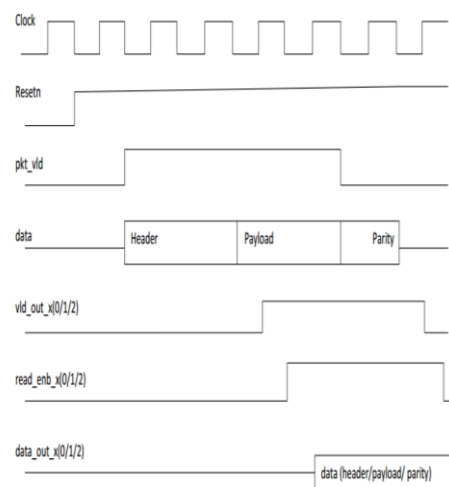 Clock
Resetn
pkt_vld
data
Header Payload Parity
vld_out_x(0/1/2)
read_enb_x(0/1/2)
data_out_x(0/1/2)
data (header/payload/ parity)